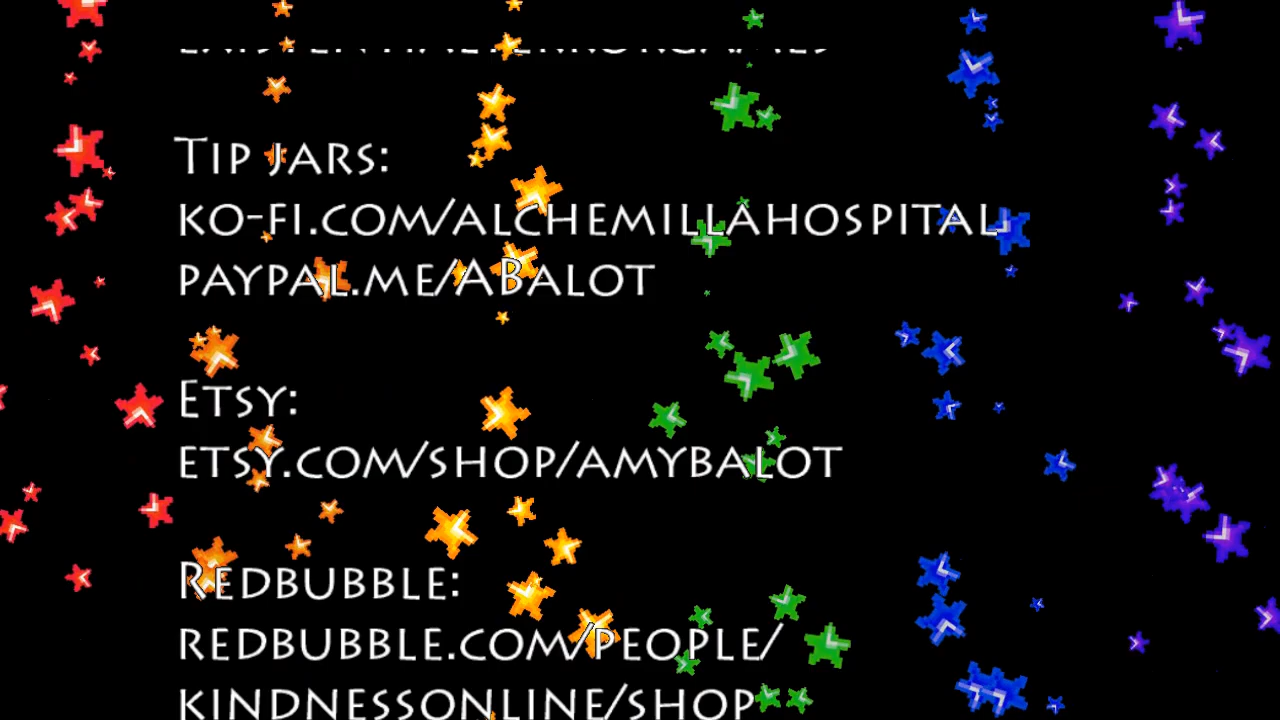 Tip jars:
ko-fi.com/alchemillahospital
paypal.me/ABalot
Etsy:
etsy.com/shop/amybalot
Redbubble:
redbubble.com/people/
kindnessonline/shop